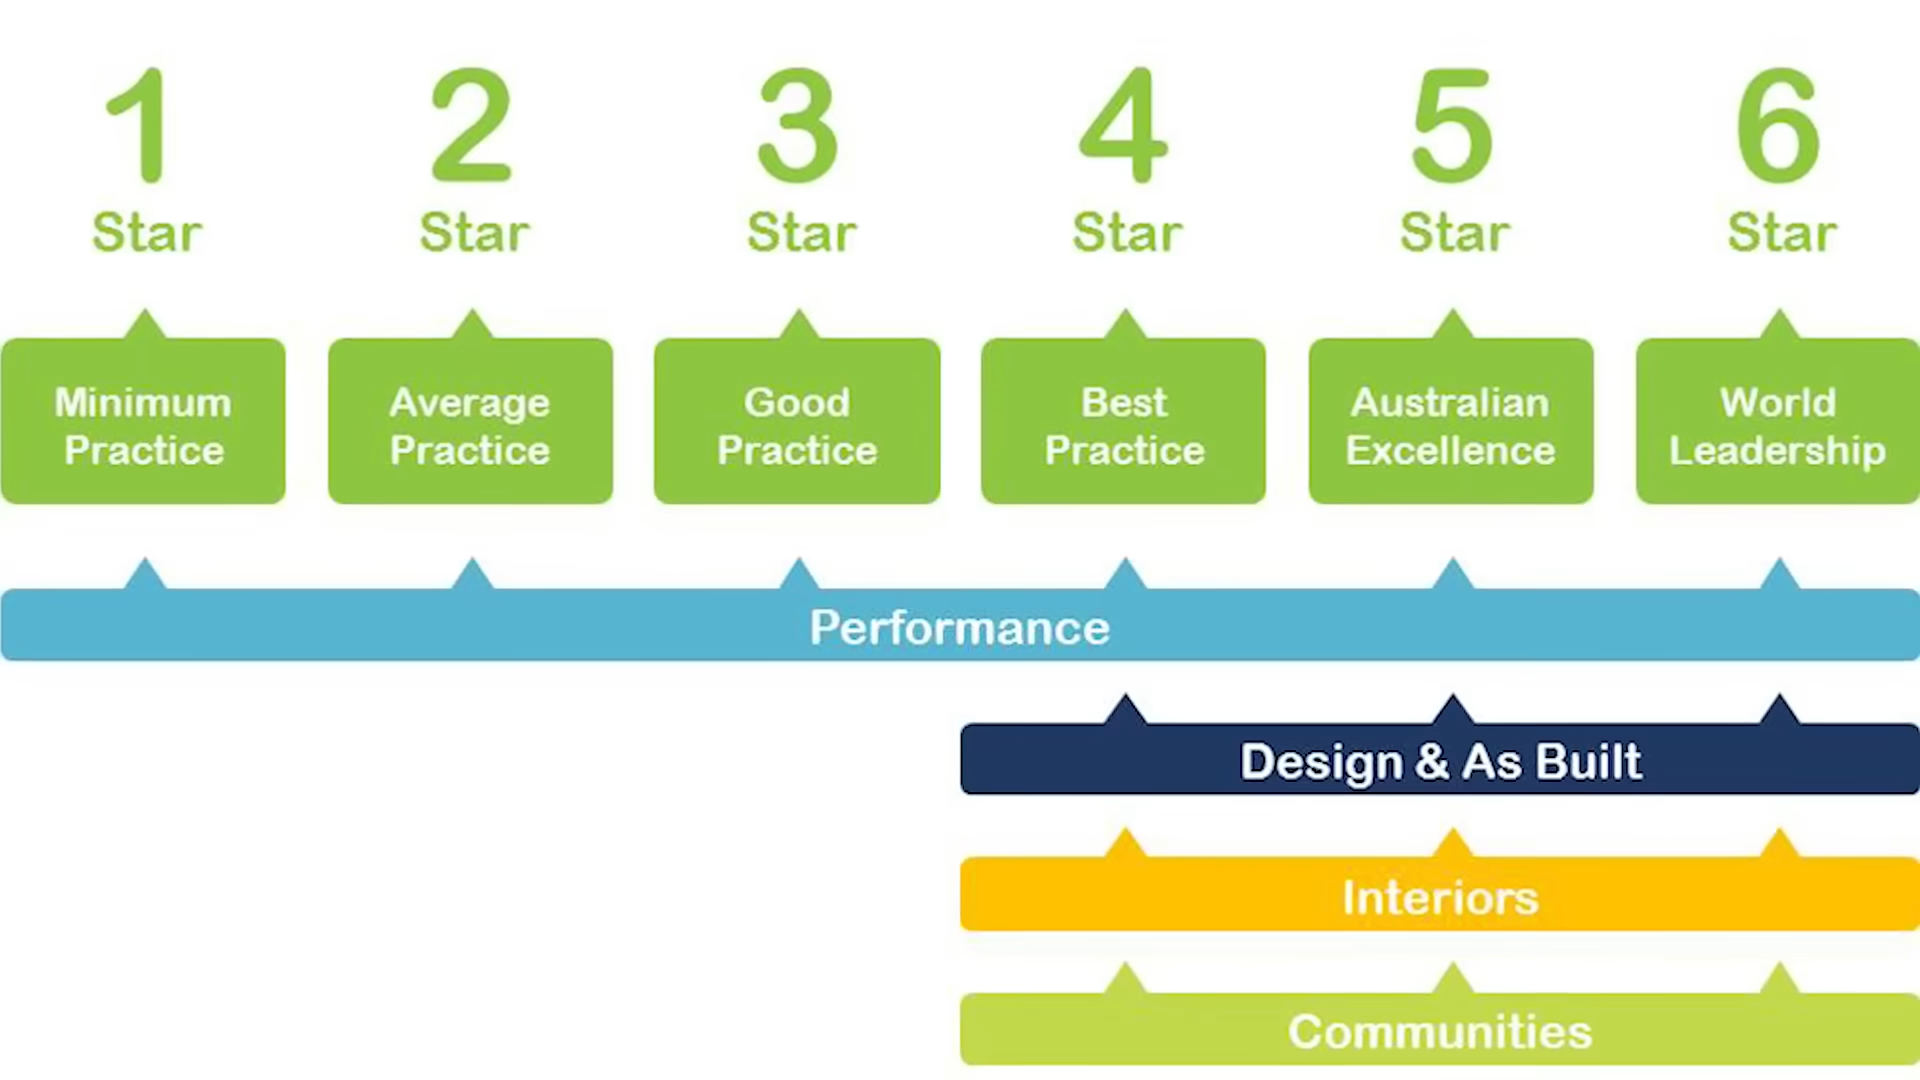 1 2 3 4 5 6
Star Star Star Star Star Star
Minimum Practice
Average Practice
Good Practice
Best Practice
Australian Excellence
World Leadership
Performance
Design & As Built
Interiors
Communities